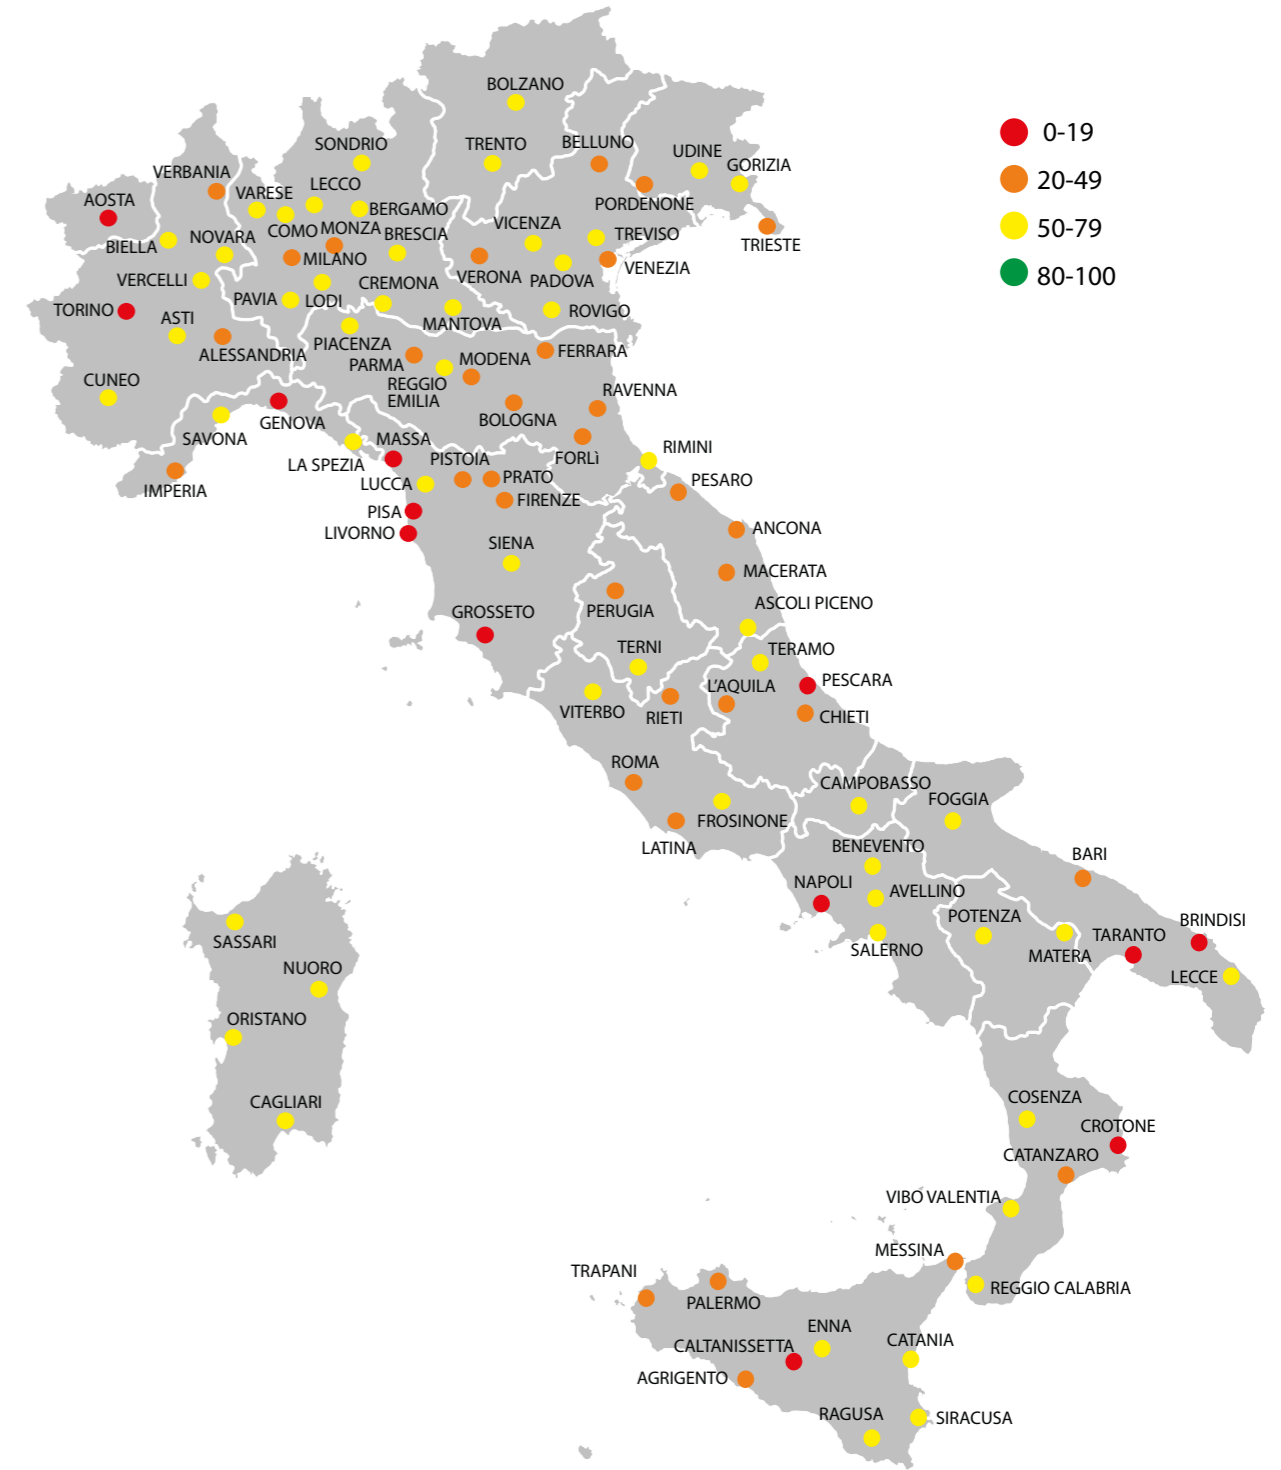 BOLZANO
0-19
SONDRIO
TRENTO
BELLUNO
UDINE
GORIZIA
20-49
VERBANIA
VARESE
LECCO
AOSTA
BERGAMO
PORDENONE
50-79
COMO
MONZA
BRESCIA
VICENZA
TREVISO
TRIESTE
BIELLA
NOVARA
MILANO
VERONA
PADOVA
VENEZIA
80-100
VERCELLI
PAVIA
LODI
CREMONA
MANTOVA
ROVIGO
TORINO
ASTI
ALESSANDRIA
PIACENZA
PARMA
MODENA
FERRARA
CUNEO
REGGIO
EMILIA
RAVENNA
SAVONA
GENOVA
BOLOGNA
MASSA
PISTOIA
FORLì
RIMINI
LA SPEZIA
IMPERIA
LUCCA
PRATO
PESARO
PISA
FIRENZE
LIVORNO
ANCONA
SIENA
MACERATA
GROSSETO
PERUGIA
ASCOLI PICENO
TERNI
TERAMO
L'AQUILA
PESCARA
VITERBO
RIETI
CHIETI
ROMA
CAMPOBASSO
FOGGIA
FROSINONE
LATINA
BENEVENTO
BARI
NAPOLI
AVELLINO
POTENZA
BRINDISI
SASSARI
SALERNO
MATERA
TARANTO
NUORO
LECCE
ORISTANO
CAGLIARI
COSENZA
CROTONE
CATANZARO
VIBO VALENTIA
MESSINA
TRAPANI
PALERMO
REGGIO CALABRIA
ENNA
CALTANISSETTA
CATANIA
AGRIGENTO
RAGUSA
SIRACUSA